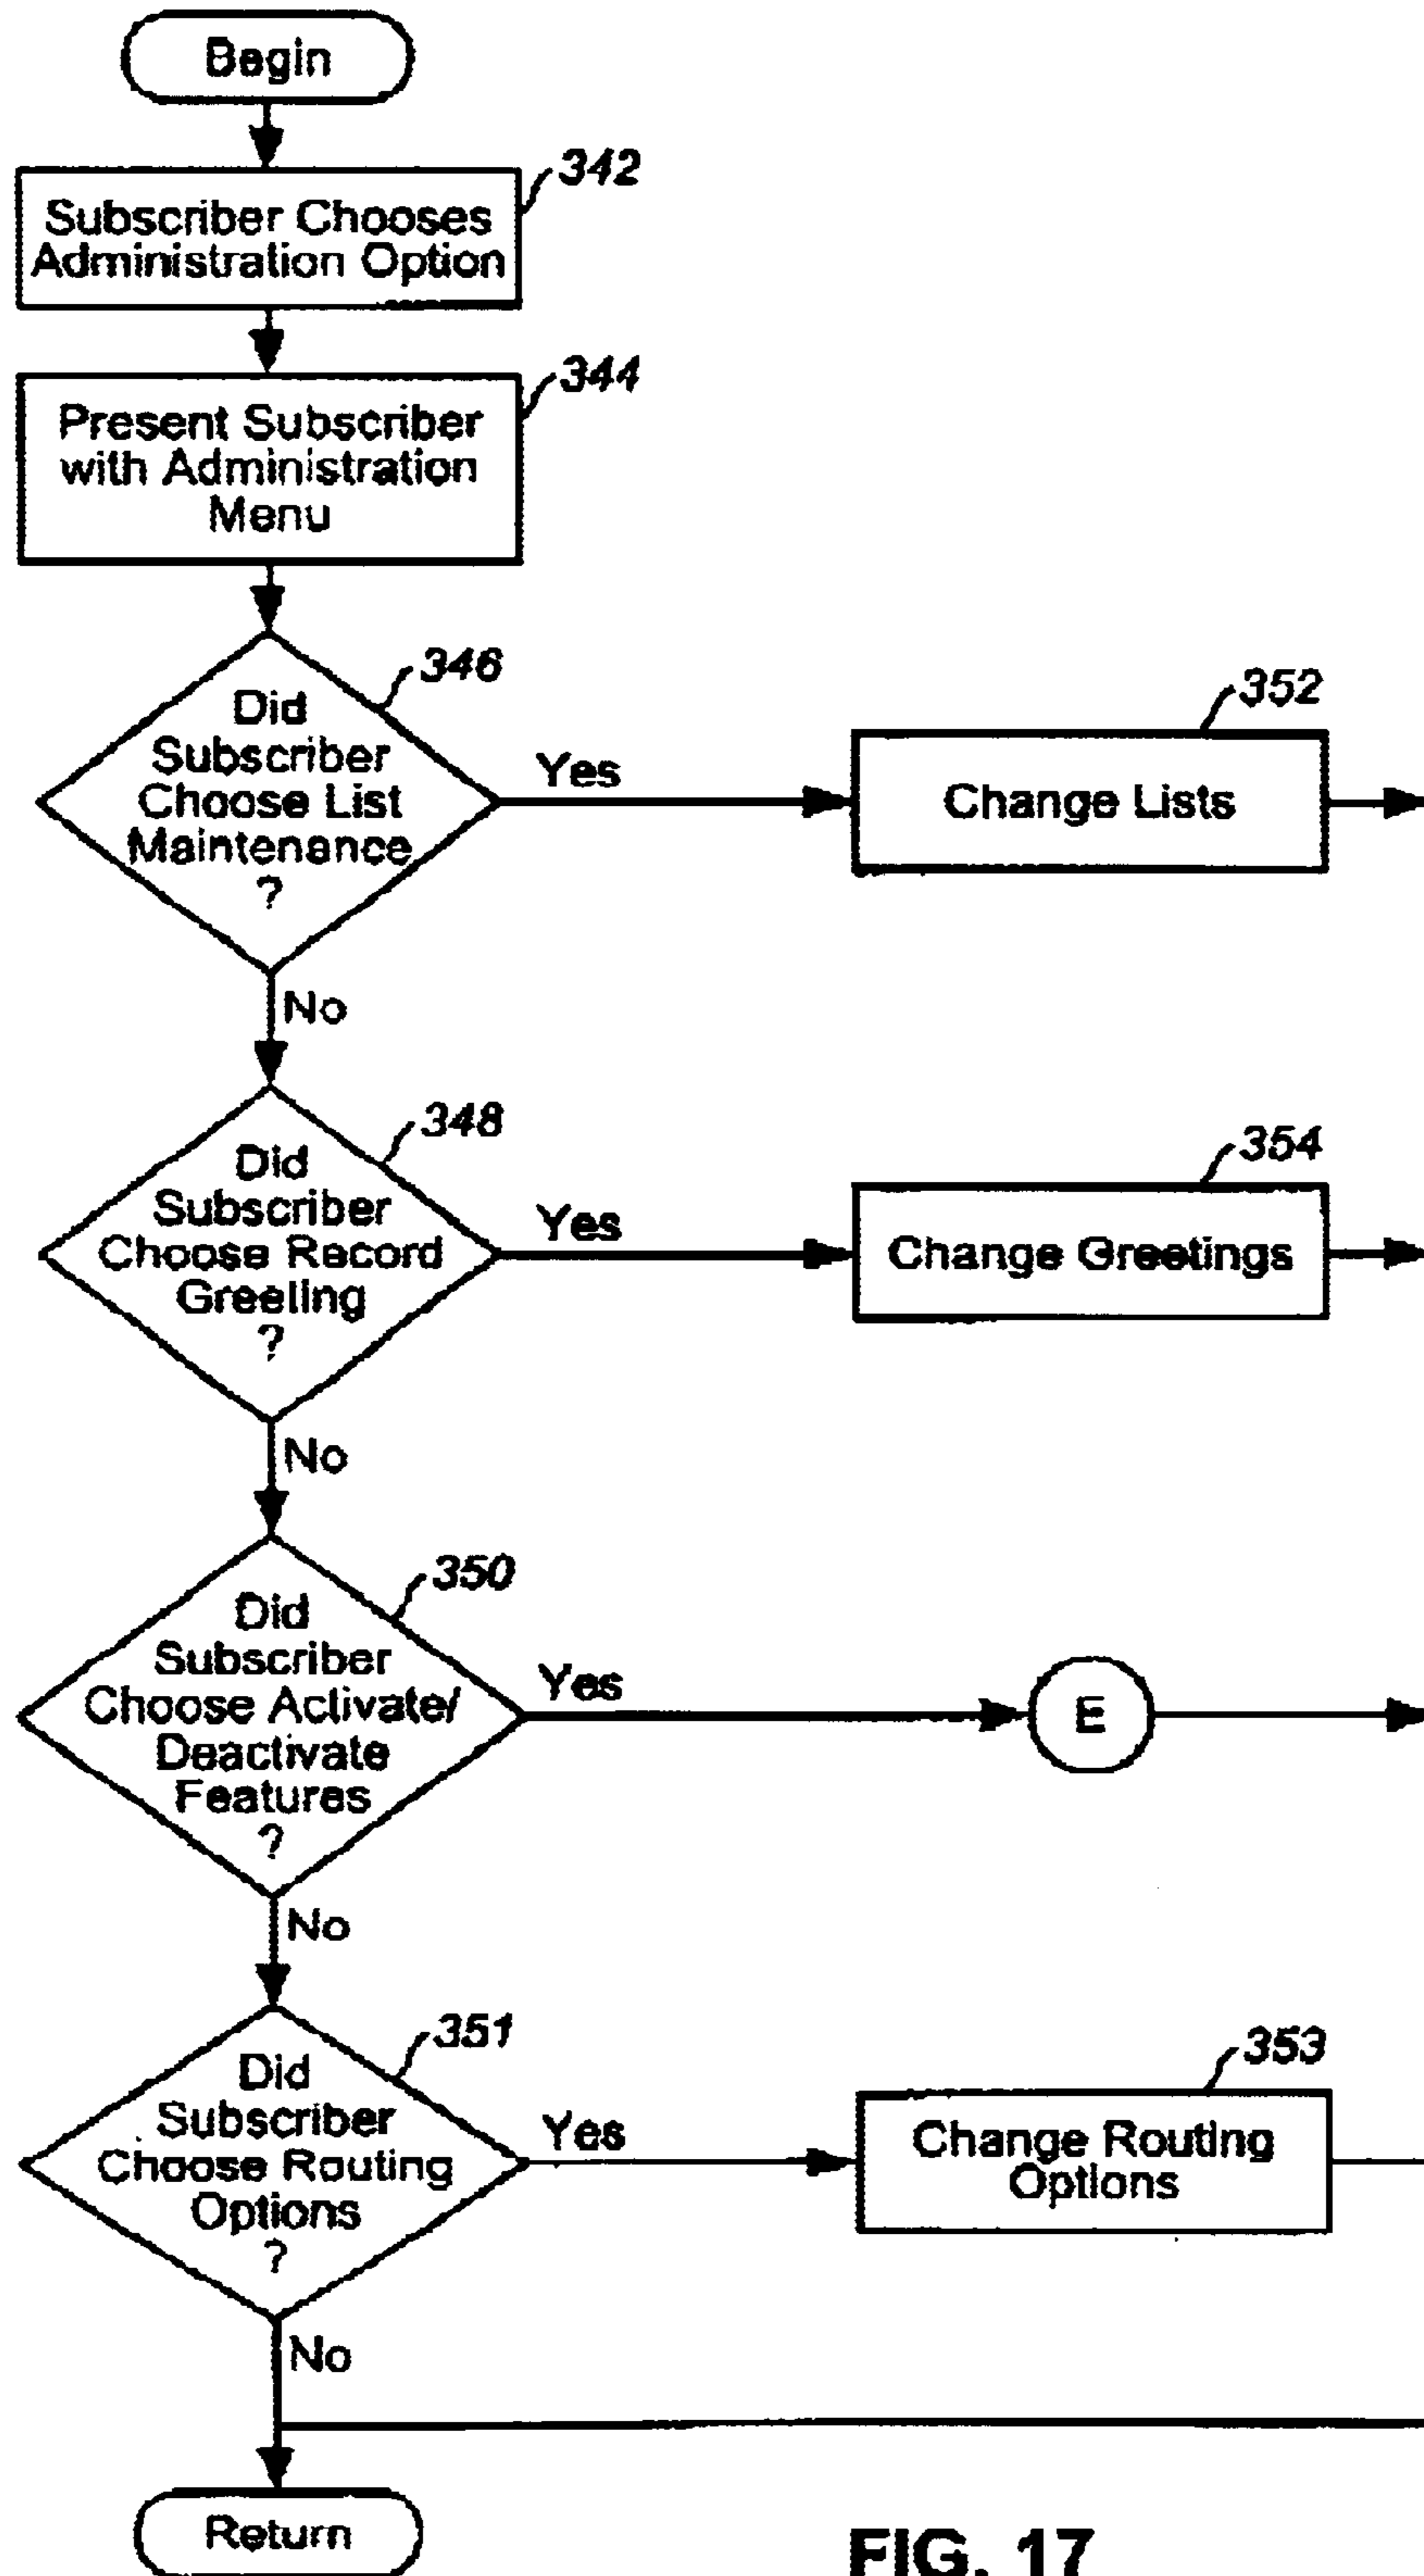 Begin
342
Subscriber Chooses
Administration Option
344
Present Subscriber
with Administration
Menu
346
Did
Subscriber
Choose List
Maintenance
?
Yes
352
Change Lists
No
348
Did
Subscriber
Choose Record
Greeting
?
Yes
354
Change Greetings
No
350
Did
Subscriber
Choose Activate/
Deactivate
Features
?
Yes
E
No
351
Did
Subscriber
Choose Routing
Options
?
Yes
353
Change Routing
Options
No
Return
FIG. 17